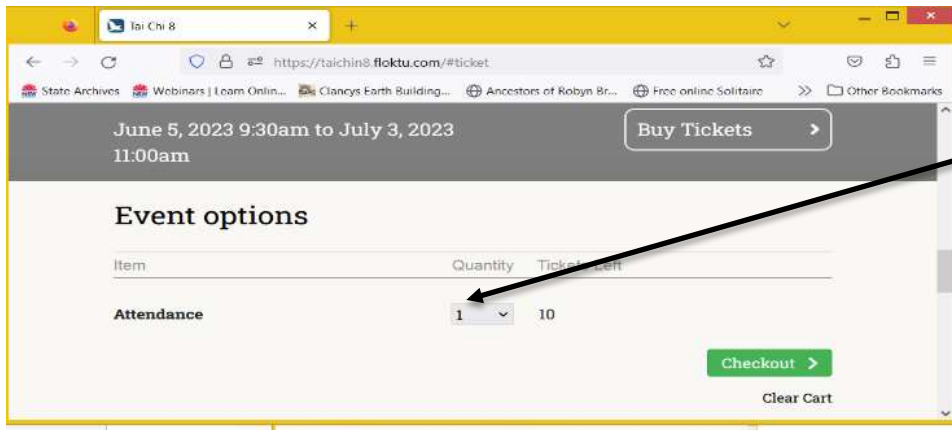 Tai Chi 8
https://taichin8.floktu.com/#ticket
State Archives Webinars | Learn Onlin... Clancys Earth Building... Ancestors of Robyn Br... Free online Solitaire Other Bookmarks
June 5, 2023 9:30am to July 3, 2023
11:00am
Buy Tickets
Event options
Item Quantity Tickets Left
Attendance 1 10
Checkout
Clear Cart